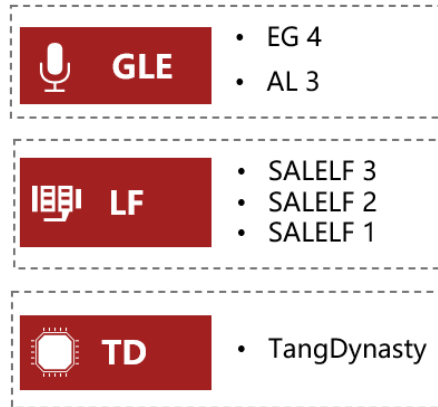 GLE
• EG 4
• AL 3
LF
• SALELF 3
• SALELF 2
• SALELF 1
TD
• TangDynasty